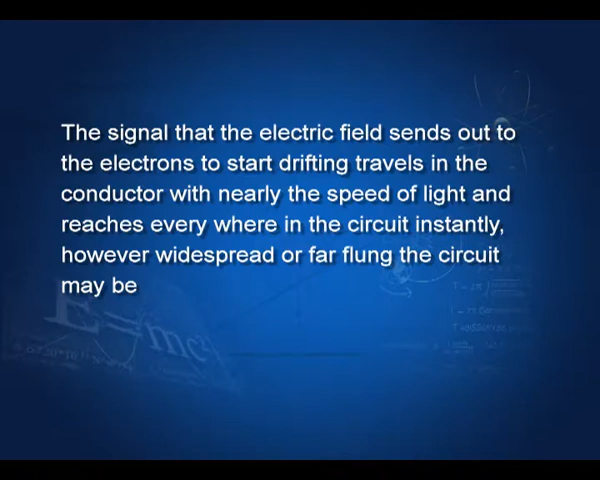 The signal that the electric field sends out to
the electrons to start drifting travels in the
conductor with nearly the speed of light and
reaches every where in the circuit instantly,
however widespread or far flung the circuit
may be
E=mc²